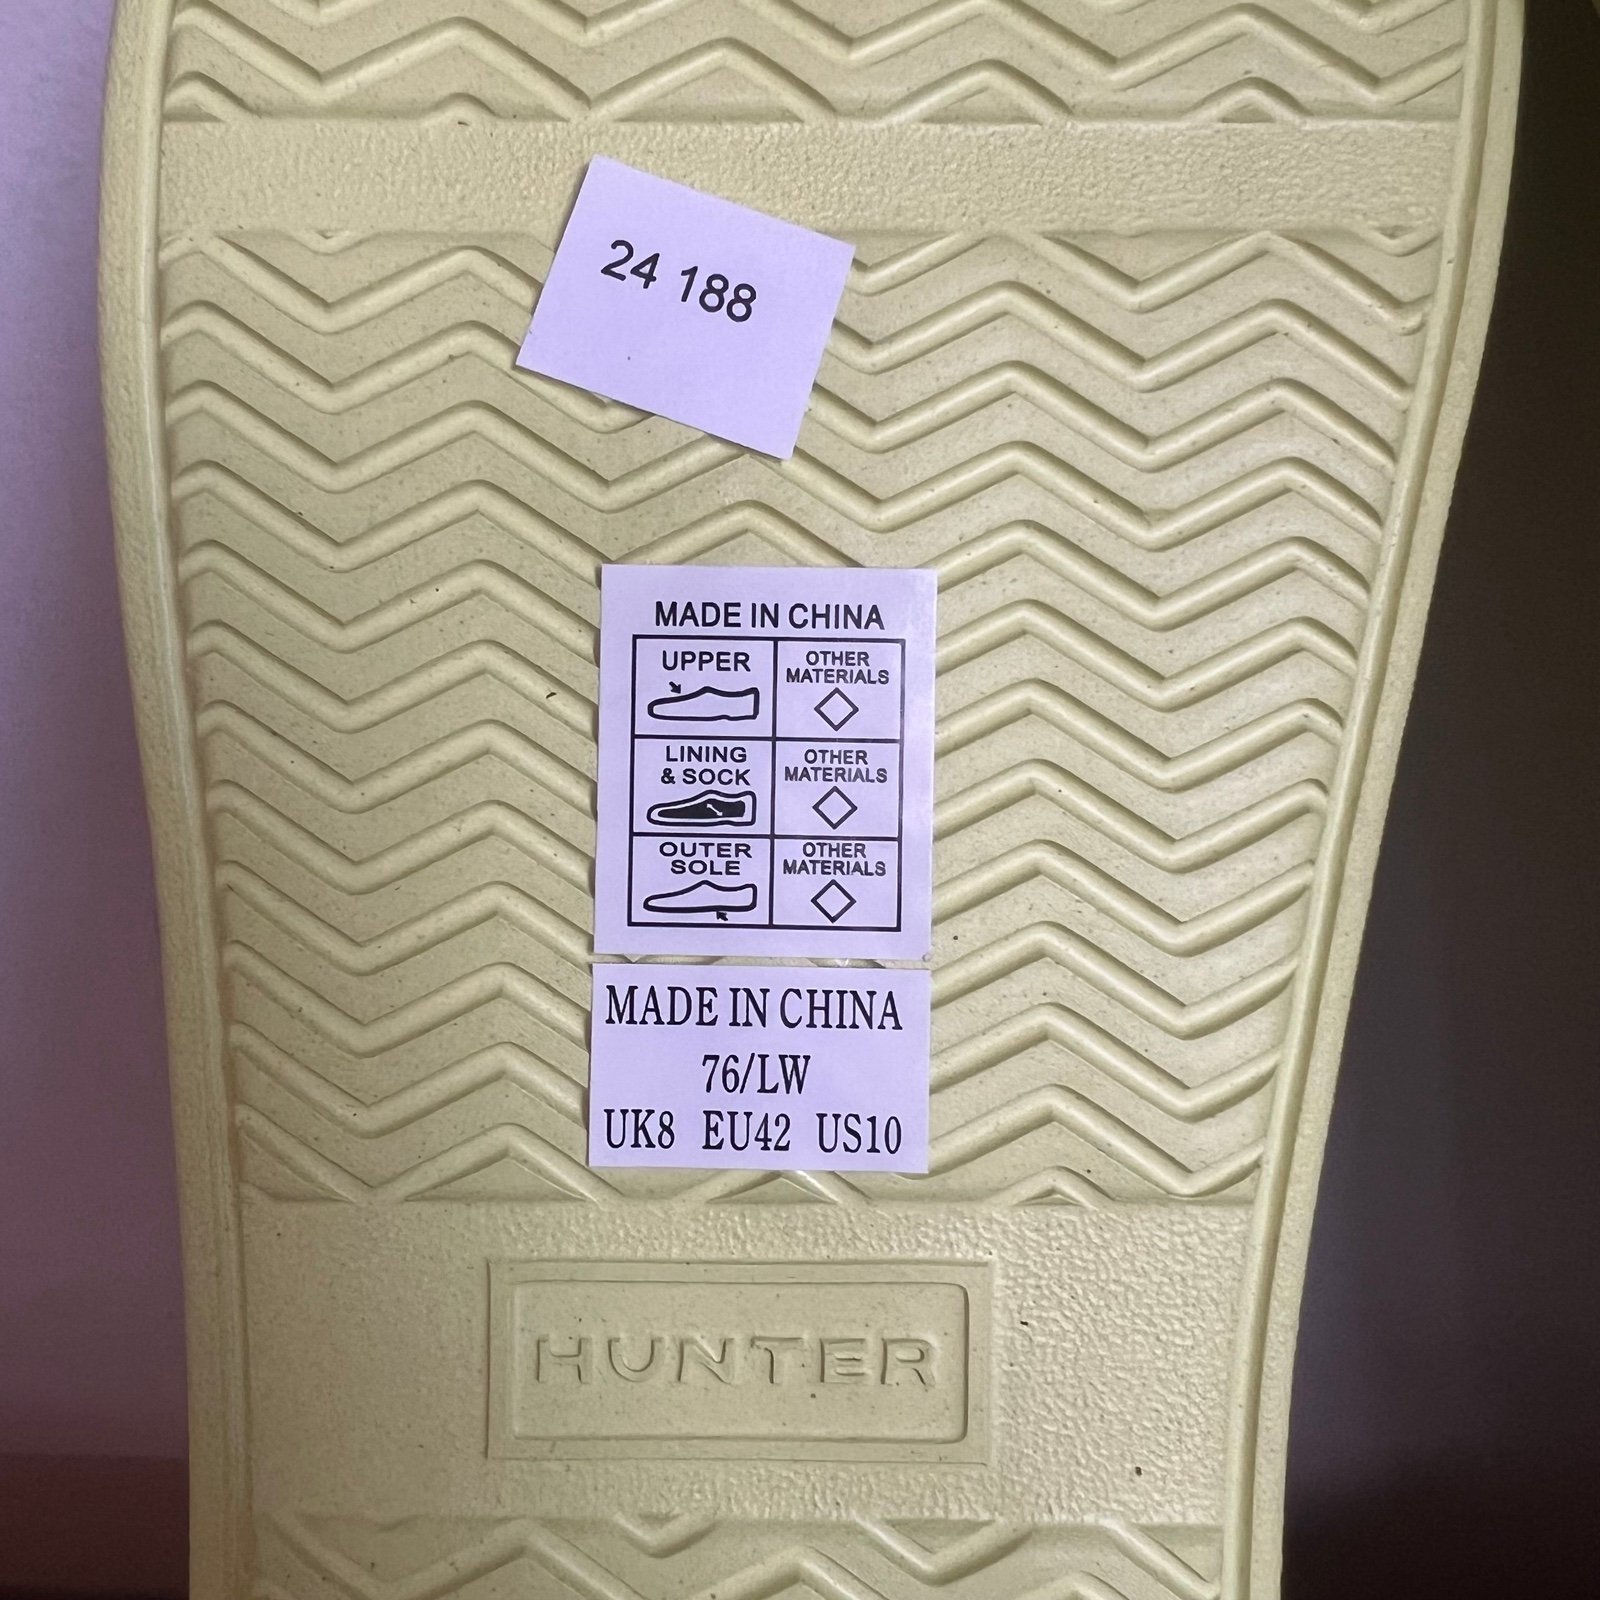 24 188
MADE IN CHINA
UPPER
OTHER
MATERIALS
LINING
& SOCK
OTHER
MATERIALS
OUTER
SOLE
OTHER
MATERIALS
MADE IN CHINA
76/LW
UK8 EU42 US10
HUNTER